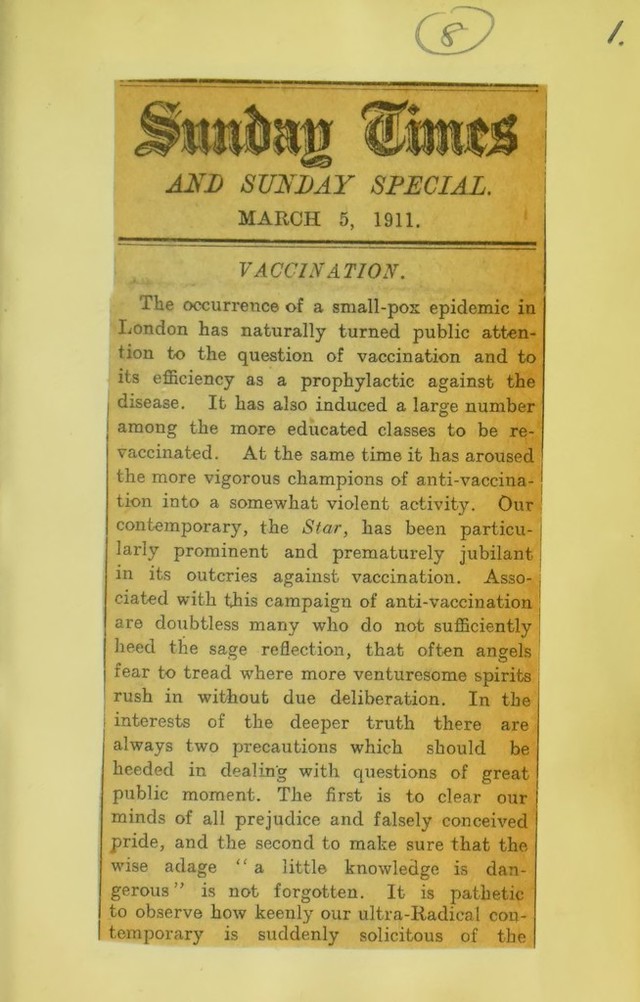 8
1.
Sunday Times
AND SUNDAY SPECIAL.
MARCH 5, 1911.
VACCINATION.
The occurrence of a small-pox epidemic in
London has naturally turned public atten-
tion to the question of vaccination and to
its efficiency as a prophylactic against the
disease. It has also induced a large number
among the more educated classes to be re-
vaccinated. At the same time it has aroused
the more vigorous champions of anti-vaccina-
tion into a somewhat violent activity. Our
contemporary, the Star, has been particu-
larly prominent and prematurely jubilant
in its outcries against vaccination. Asso-
ciated with this campaign of anti-vaccination
are doubtless many who do not sufficiently
heed the sage reflection, that often angels
fear to tread where more venturesome spirits
rush in without due deliberation. In the
interests of the deeper truth there are
always two precautions which should be
heeded in dealing with questions of great
public moment. The first is to clear our
minds of all prejudice and falsely conceived
pride, and the second to make sure that the
wise adage "a little knowledge is dan-
gerous" is not forgotten. It is pathetic
to observe how keenly our ultra-Radical con-
temporary is suddenly solicitous of the